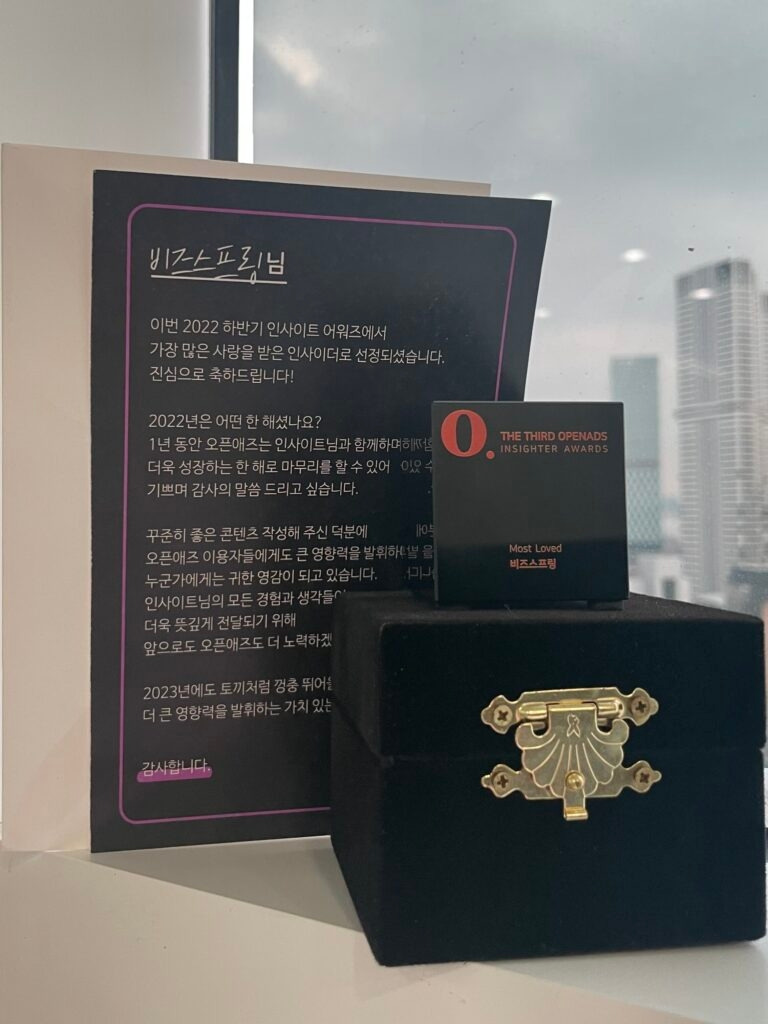 비즈스프링님
이번 2022 하반기 인사이트 어워즈에서
가장 많은 사랑을 받은 인사이더로 선정되셨습니다.
진심으로 축하드립니다!
2022년은 어떤 한 해셨나요?
1년 동안 오픈애즈는 인사이트님과 함께하며
더욱 성장하는 한 해로 마무리를 할 수 있어
기쁘며 감사의 말씀 드리고 싶습니다.
꾸준히 좋은 콘텐츠 작성해 주신 덕분에
오픈애즈 이용자들에게도 큰 영향력을 발휘하
누군가에게는 귀한 영감이 되고 있습니다.
인사이트님의 모든 경험과 생각들이
더욱 뜻깊게 전달되기 위해
앞으로도 오픈애즈도 더 노력하겠
2023년에도 토끼처럼 껑충
더 큰 영향력을 발휘하는 가치 있는
감사합니다.
O.
THE THIRD OPENADS
INSIGHTER AWARDS
Most Loved
비즈스프링